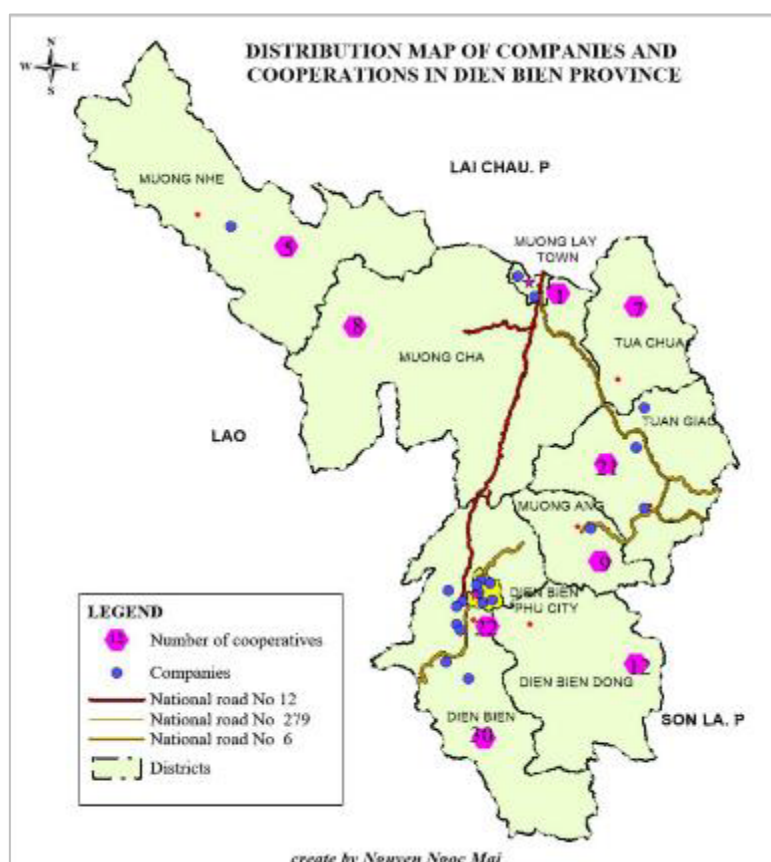 DISTRIBUTION MAP OF COMPANIES AND
COOPERATIONS IN DIEN BIEN PROVINCE
N
W E
S
MUONG NHE
LAI CHAU. P
5
MUONG LAY
TOWN
1
7
8
MUONG CHA
TUA CHUA
LAO
TUAN GIAO
21
MUONG ANG
9
DIEN BIEN
PHU CITY
22
12
DIEN BIEN DONG
DIEN BIEN
SON LA. P
30
LEGEND
Number of cooperatives
Companies
National road No 12
National road No 279
National road No 6
Districts
create by Nguyen Ngoc Mai